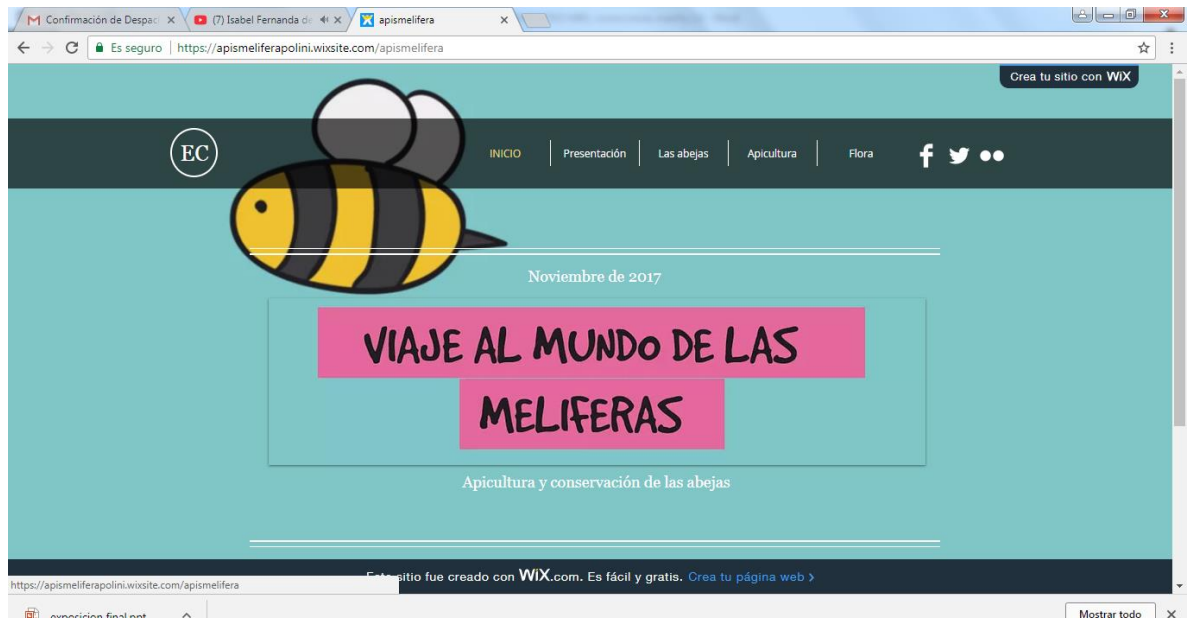 Confirmación de Despac
(7) Isabel Fernanda de
apismelifera
Es seguro | https://apismeliferapolini.wixsite.com/apismelifera
Crea tu sitio con WiX
EC
INICIO
Presentación
Las abejas
Apicultura
Flora
Noviembre de 2017
VIAJE AL MUNDO DE LAS
MELIFERAS
Apicultura y conservación de las abejas
sitio fue creado con WiX.com. Es fácil y gratis. Crea tu página web >
https://apismeliferapolini.wixsite.com/apismelifera
exposicion final.ppt
Mostrar todo